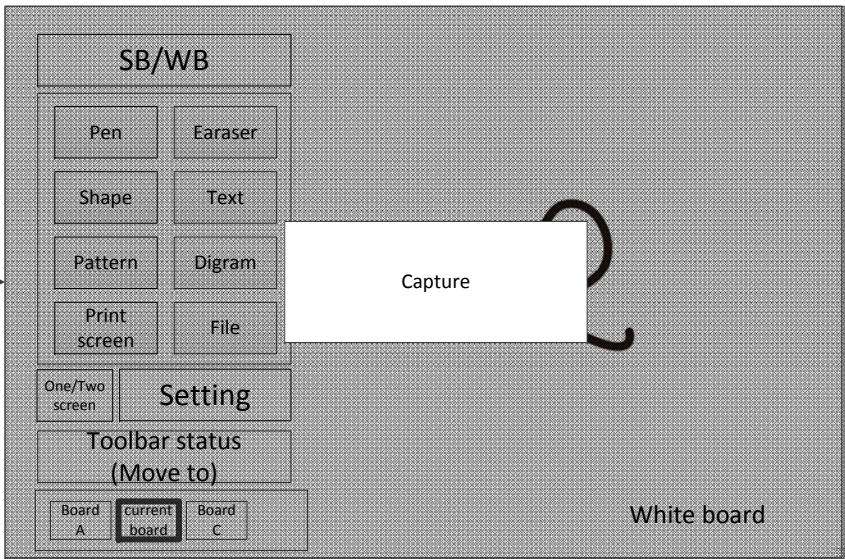 SB/WB
Pen
Earaser
Shape
Text
Pattern
Digram
Print
screen
File
Capture
One/Two
screen
Setting
Toolbar status
(Move to)
Board
A
current
board
Board
C
White board